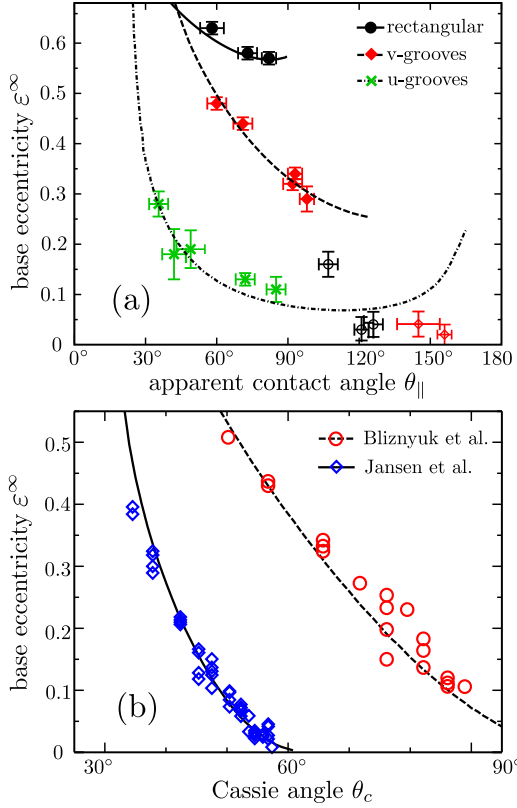 0.6
0.5
0.4
0.3
0.2
0.1
0
base eccentricity ε∞
rectangular
v-grooves
u-grooves
(a)
0° 30° 60° 90° 120° 150° 180
apparent contact angle θ||
0.5
0.4
0.3
0.2
0.1
0
base eccentricity ε∞
Bliznyuk et al.
Jansen et al.
(b)
30° 60° 90°
Cassie angle θc